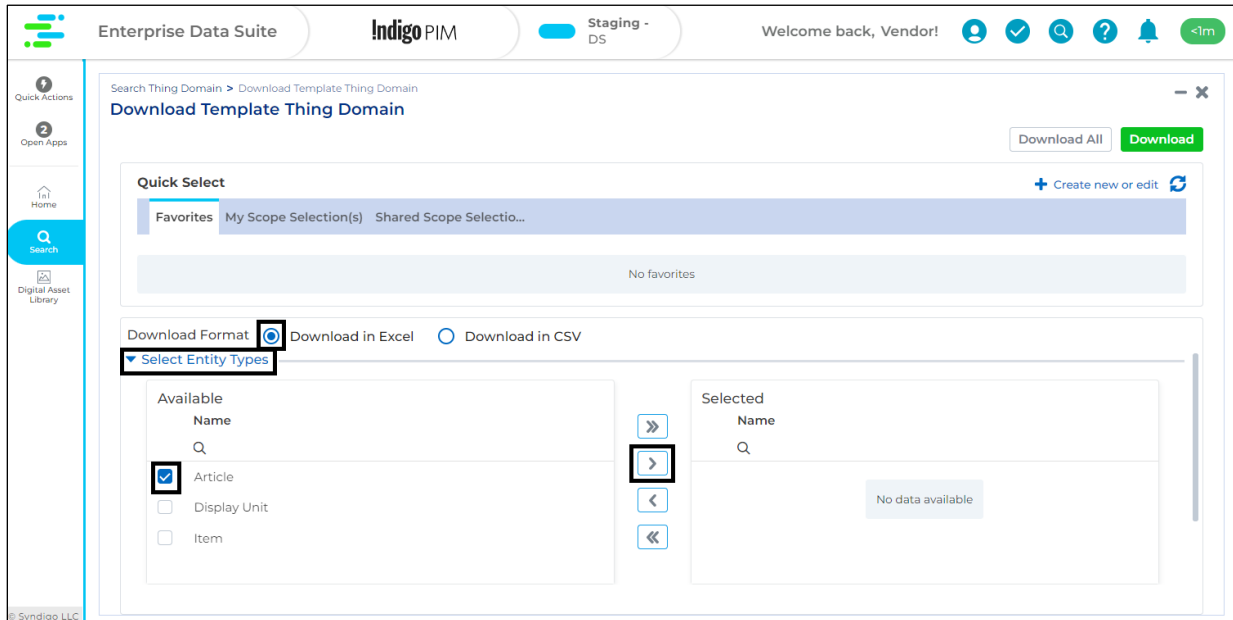 Enterprise Data Suite
!ndigo PIM
Staging -
DS
Welcome back, Vendor!
<1m
Quick Actions
2
Open Apps
Home
Search
Digital Asset
Library
© Syndigo LLC
Search Thing Domain > Download Template Thing Domain
Download Template Thing Domain
Download All
Download
Quick Select
Create new or edit
Favorites My Scope Selection(s) Shared Scope Selectio...
No favorites
Download Format Download in Excel Download in CSV
Select Entity Types
Available
Name
Article
Display Unit
Item
Selected
Name
No data available